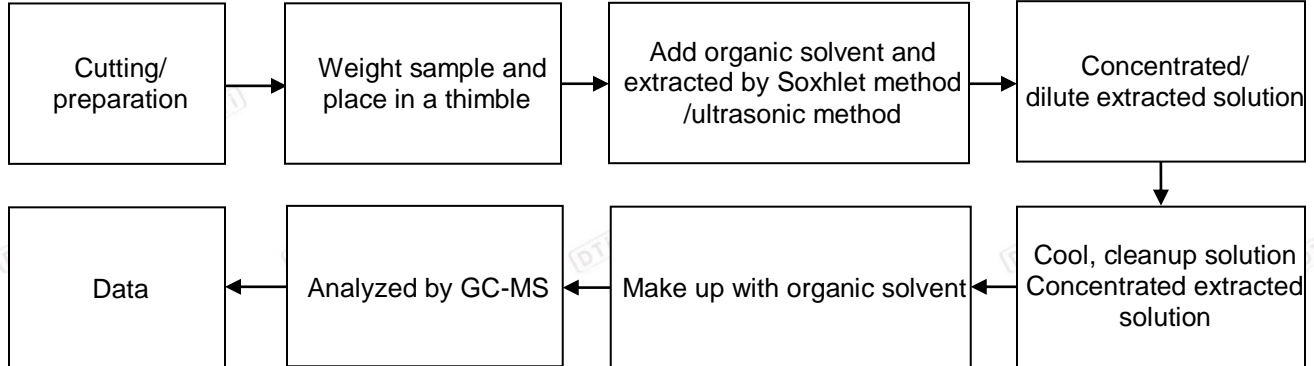 Cutting/
preparation
Weight sample and
place in a thimble
Add organic solvent and
extracted by Soxhlet method
/ultrasonic method
Concentrated/
dilute extracted solution
Cool, cleanup solution
Concentrated extracted
solution
Make up with organic solvent
Analyzed by GC-MS
Data